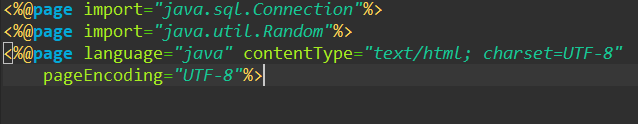 <%@page import="java.sql.Connection"%>
<%@page import="java.util.Random"%>
<%@page language="java" contentType="text/html; charset=UTF-8"
    pageEncoding="UTF-8"%>